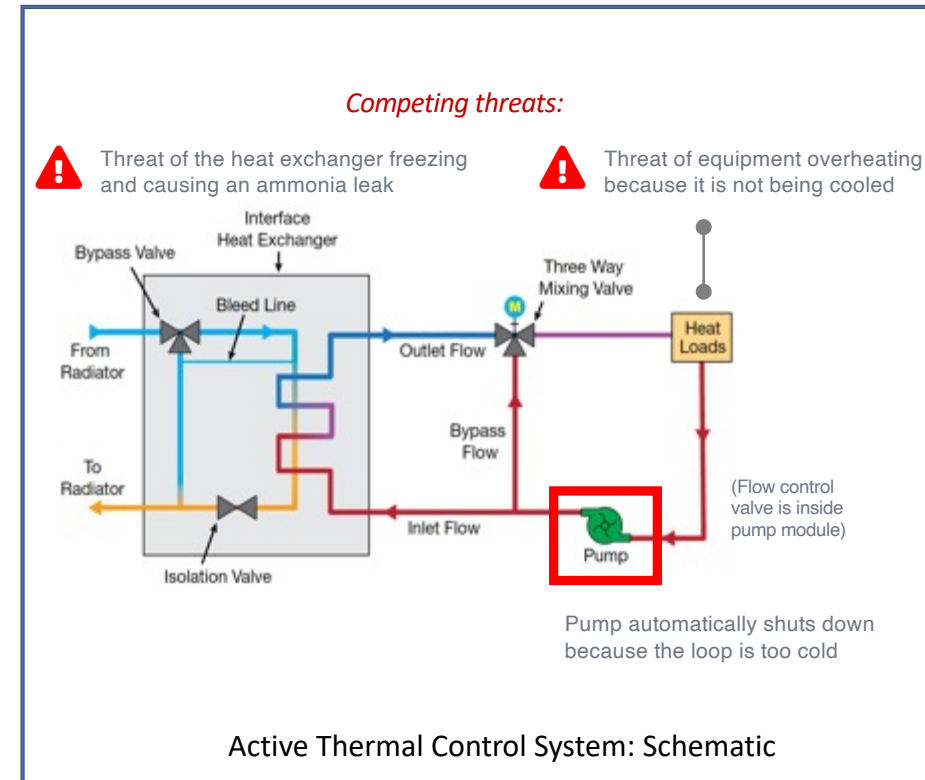 Competing threats:
Threat of the heat exchanger freezing
and causing an ammonia leak
Threat of equipment overheating
because it is not being cooled
Interface
Heat Exchanger
Bypass Valve
Bleed Line
Three Way
Mixing Valve
M
From
Radiator
Outlet Flow
Heat
Loads
Bypass
Flow
To
Radiator
Inlet Flow
(Flow control
valve is inside
pump module)
Pump
Isolation Valve
Pump automatically shuts down
because the loop is too cold
Active Thermal Control System: Schematic